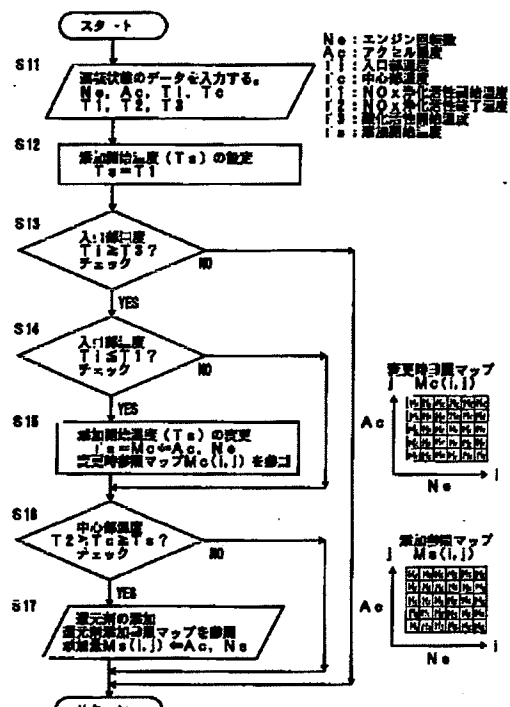 スタート
Ne：エンジン回転数
Ac：アクセル開度
Ti：入口部温度
Tc：中心部温度
T1：NOx浄化活性開始温度
T2：NOx浄化活性終了温度
T3：酸化活性開始温度
Ts：添加開始温度
S11
運転状態のデータを入力する。
Ne, Ac, Ti, Tc
T1, T2, T3
S12
添加開始温度（Ts）の設定
Ts＝T1
S13
入口部温度
Ti≧T3？
チェック
NO
YES
S14
入口部温度
Ti≦T1？
チェック
NO
YES
S15
添加開始温度（Ts）の変更
Ts＝Mc⇐Ac, Ne
変更時参照マップMc(i,j)を参照
変更時参照マップ
j Mc(i,j)
Ac
Ne
i
S16
中心部温度
T2≧Tc≧Ts？
チェック
NO
YES
S17
還元剤の添加
還元剤添加参照マップを参照
添加量Ms(i,j)⇐Ac, Ne
添加参照マップ
j Ms(i,j)
Ac
Ne
i